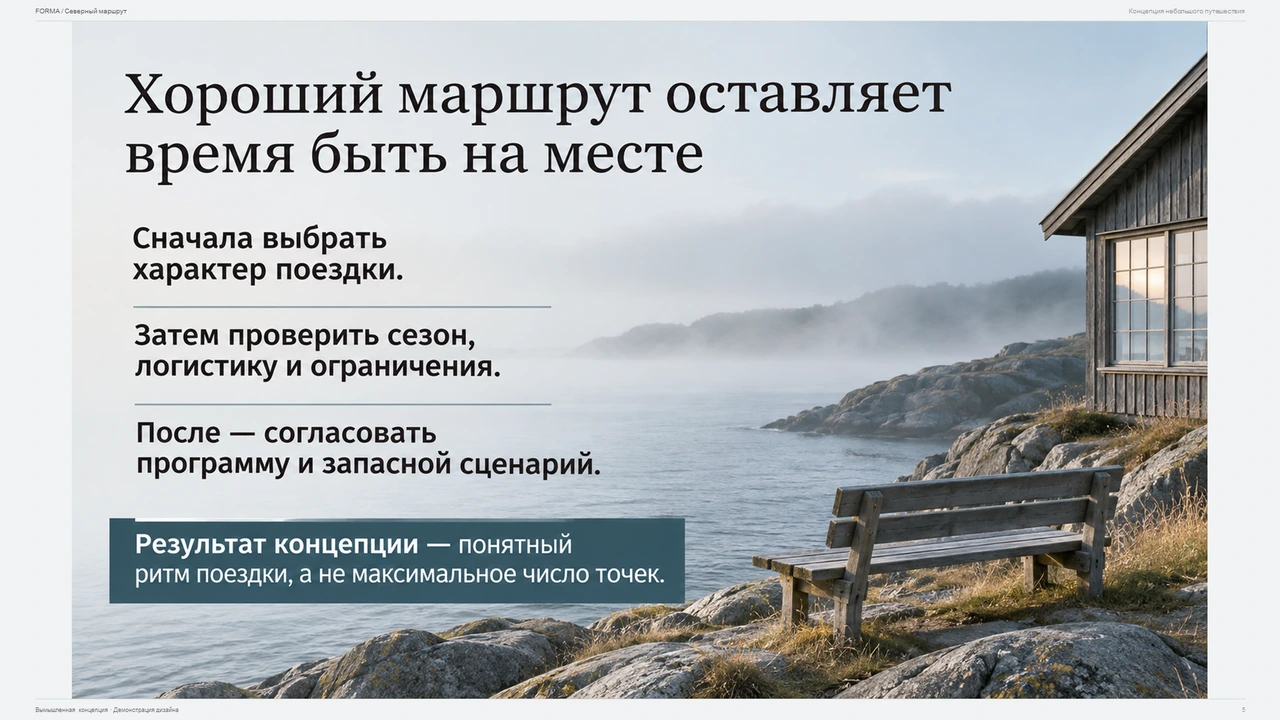 FORMA / Северный маршрут
Концепция небольшого путешествия
Хороший маршрут оставляет
время быть на месте
Сначала выбрать
характер поездки.
Затем проверить сезон,
логистику и ограничения.
После — согласовать
программу и запасной сценарий.
Результат концепции — понятный
ритм поездки, а не максимальное число точек.
Вымышленная концепция · Демонстрация дизайна
5